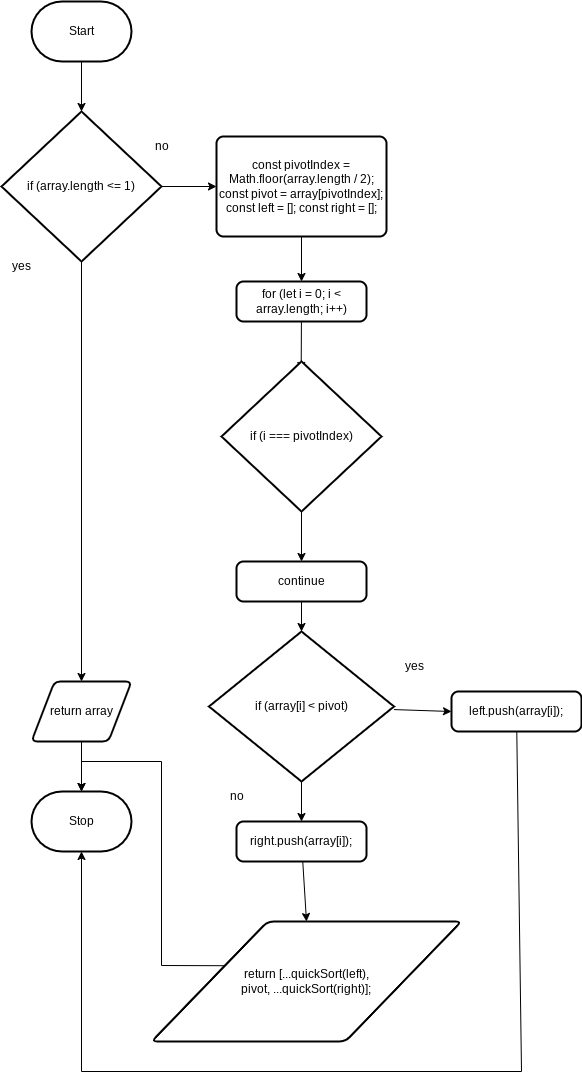 Start
no
if (array.length <= 1)
const pivotIndex =
Math.floor(array.length / 2);
const pivot = array[pivotIndex];
const left = []; const right = [];
yes
for (let i = 0; i <
array.length; i++)
if (i === pivotIndex)
continue
yes
if (array[i] < pivot)
left.push(array[i]);
return array
no
Stop
right.push(array[i]);
return [...quickSort(left),
pivot, ...quickSort(right)];